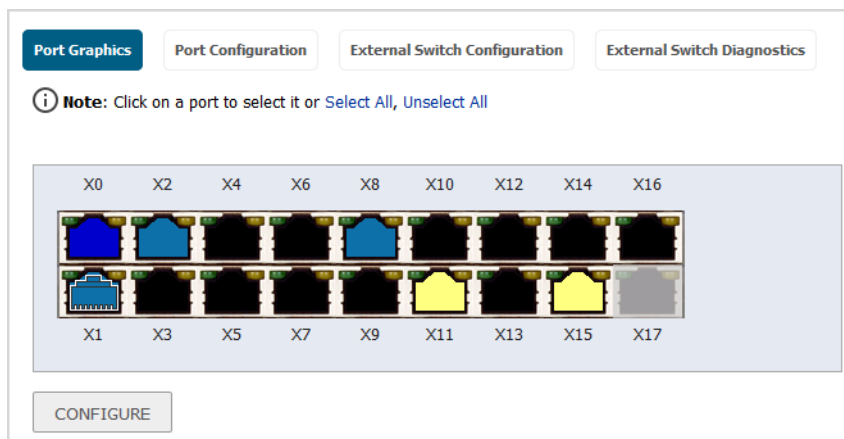 Port Graphics Port Configuration External Switch Configuration External Switch Diagnostics
Note: Click on a port to select it or Select All, Unselect All
X0 X2 X4 X6 X8 X10 X12 X14 X16
X1 X3 X5 X7 X9 X11 X13 X15 X17
CONFIGURE